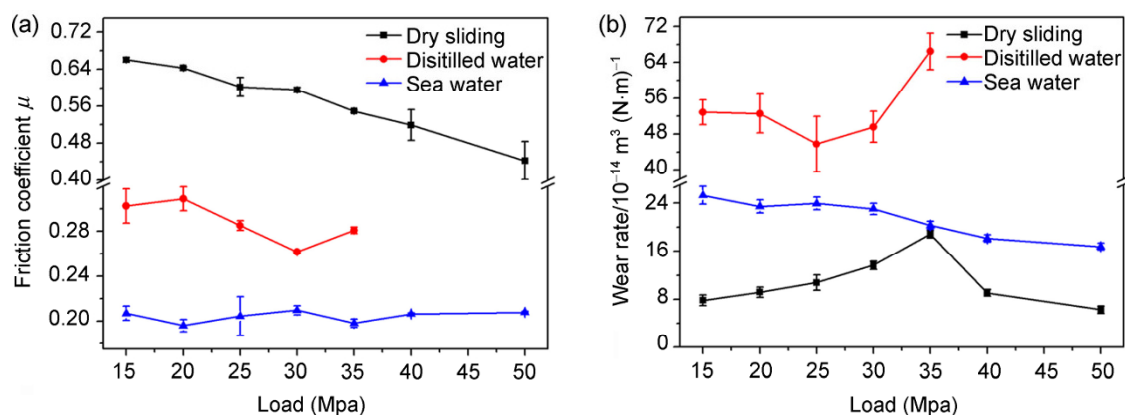 (a)
0.72
0.64
0.56
0.48
0.40
0.28
0.24
0.20
Friction coefficient μ
Dry sliding
Disitilled water
Sea water
15 20 25 30 35 40 45 50
Load (Mpa)
(b)
72
64
56
48
40
24
16
8
0
Wear rate/10⁻¹⁴ m³ (N·m)⁻¹
Dry sliding
Disitilled water
Sea water
15 20 25 30 35 40 45 50
Load (Mpa)